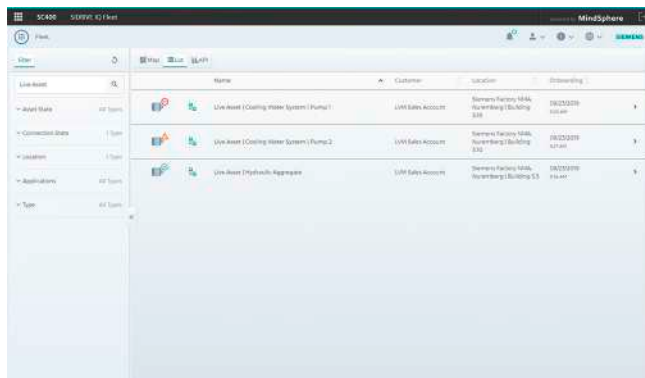 SC400 SIDRIVE IQ Fleet
MindSphere
Fleet
SIEMENS
Filter
Map List KPI
Live Asset
Name Customer Location Onboarding
Asset State All Types
Connection State 1 Type
Location 1 Type
Applications All Types
Type All Types
Live Asset | Cooling Water System | Pump 1
LVM Sales Account
Siemens Factory NMA,
Nuremberg | Building
Live Asset | Cooling Water System | Pump 2
LVM Sales Account
Siemens Factory NMA,
Nuremberg | Building
Live Asset | Hydraulic Aggregate
LVM Sales Account
Siemens Factory NMA,
Nuremberg | Building 53